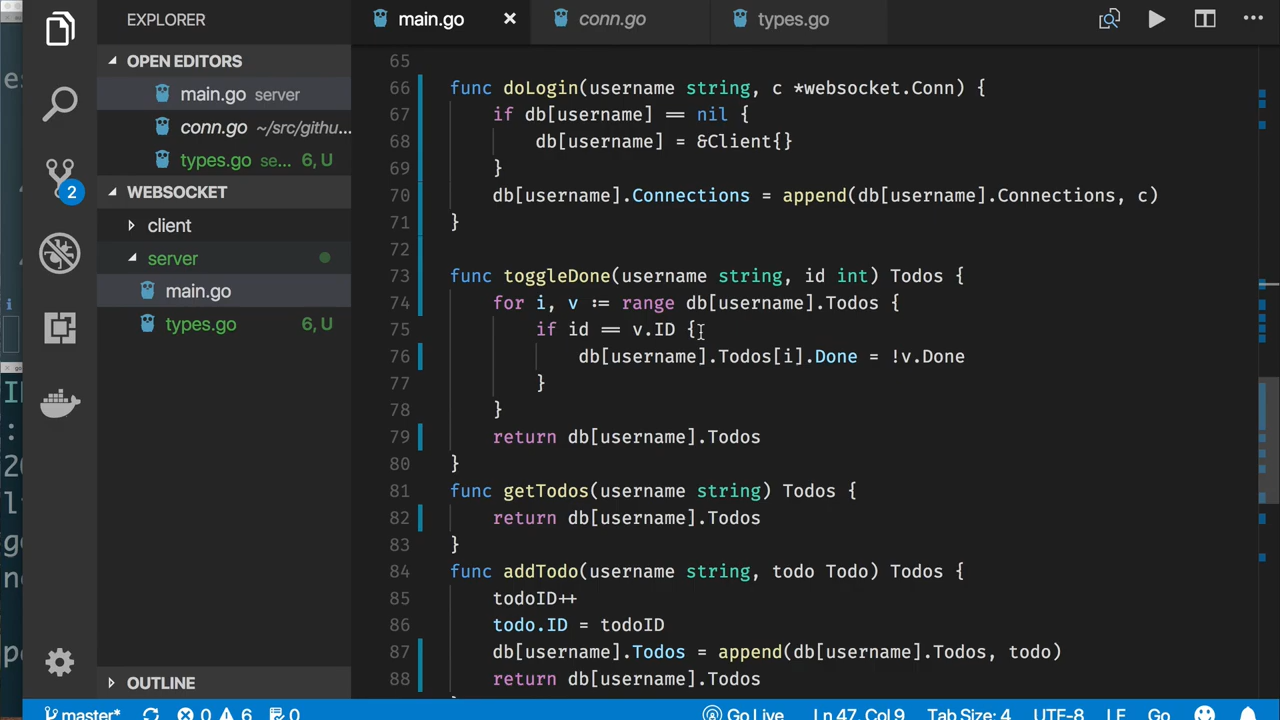 EXPLORER
OPEN EDITORS
main.go server
conn.go ~/src/githu...
types.go se... 6, U
WEBSOCKET
client
server
main.go
types.go 6, U
OUTLINE
2
main.go
conn.go
types.go
65
66 func doLogin(username string, c *websocket.Conn) {
67 if db[username] == nil {
68 db[username] = &Client{}
69 }
70 db[username].Connections = append(db[username].Connections, c)
71 }
72
73 func toggleDone(username string, id int) Todos {
74 for i, v := range db[username].Todos {
75 if id == v.ID {
76 db[username].Todos[i].Done = !v.Done
77 }
78 }
79 return db[username].Todos
80 }
81 func getTodos(username string) Todos {
82 return db[username].Todos
83 }
84 func addTodo(username string, todo Todo) Todos {
85 todoID++
86 todo.ID = todoID
87 db[username].Todos = append(db[username].Todos, todo)
88 return db[username].Todos
master* 0 6 0 Go Live Ln 47, Col 9 Tab Size: 4 UTF-8 LF Go